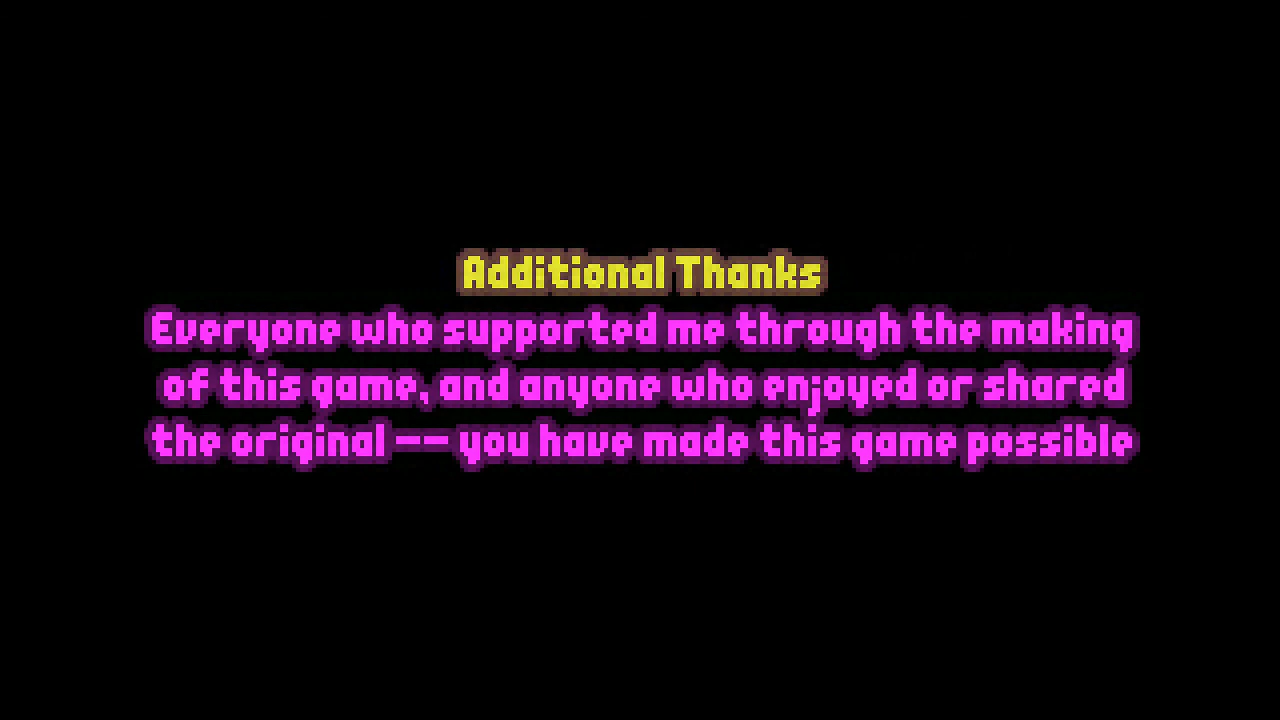 Additional Thanks
Everyone who supported me through the making
of this game, and anyone who enjoyed or shared
the original -- you have made this game possible